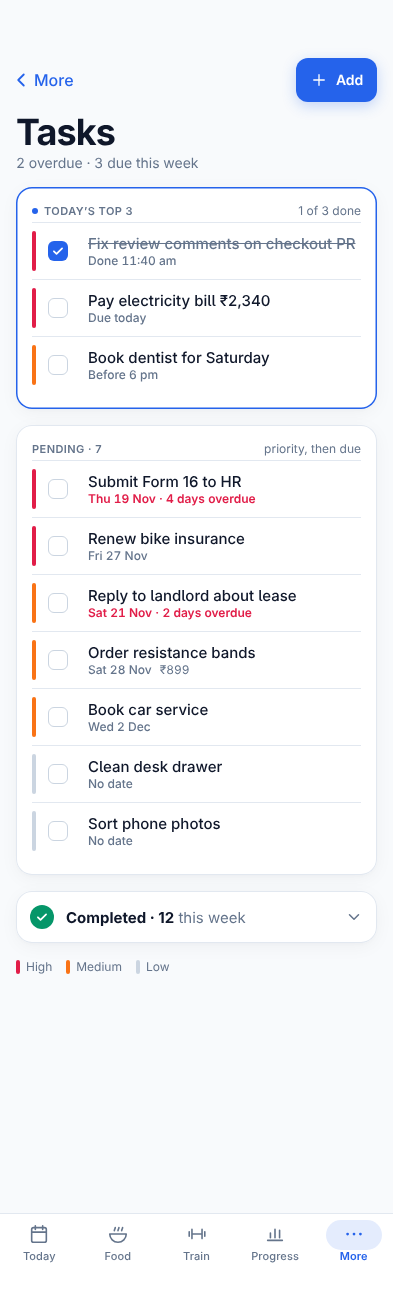 More
Add
Tasks
2 overdue · 3 due this week
TODAY'S TOP 3
1 of 3 done
Fix review comments on checkout PR
Done 11:40 am
Pay electricity bill ₹2,340
Due today
Book dentist for Saturday
Before 6 pm
PENDING · 7
priority, then due
Submit Form 16 to HR
Thu 19 Nov · 4 days overdue
Renew bike insurance
Fri 27 Nov
Reply to landlord about lease
Sat 21 Nov · 2 days overdue
Order resistance bands
Sat 28 Nov ₹899
Book car service
Wed 2 Dec
Clean desk drawer
No date
Sort phone photos
No date
Completed · 12 this week
High Medium Low
Today Food Train Progress More